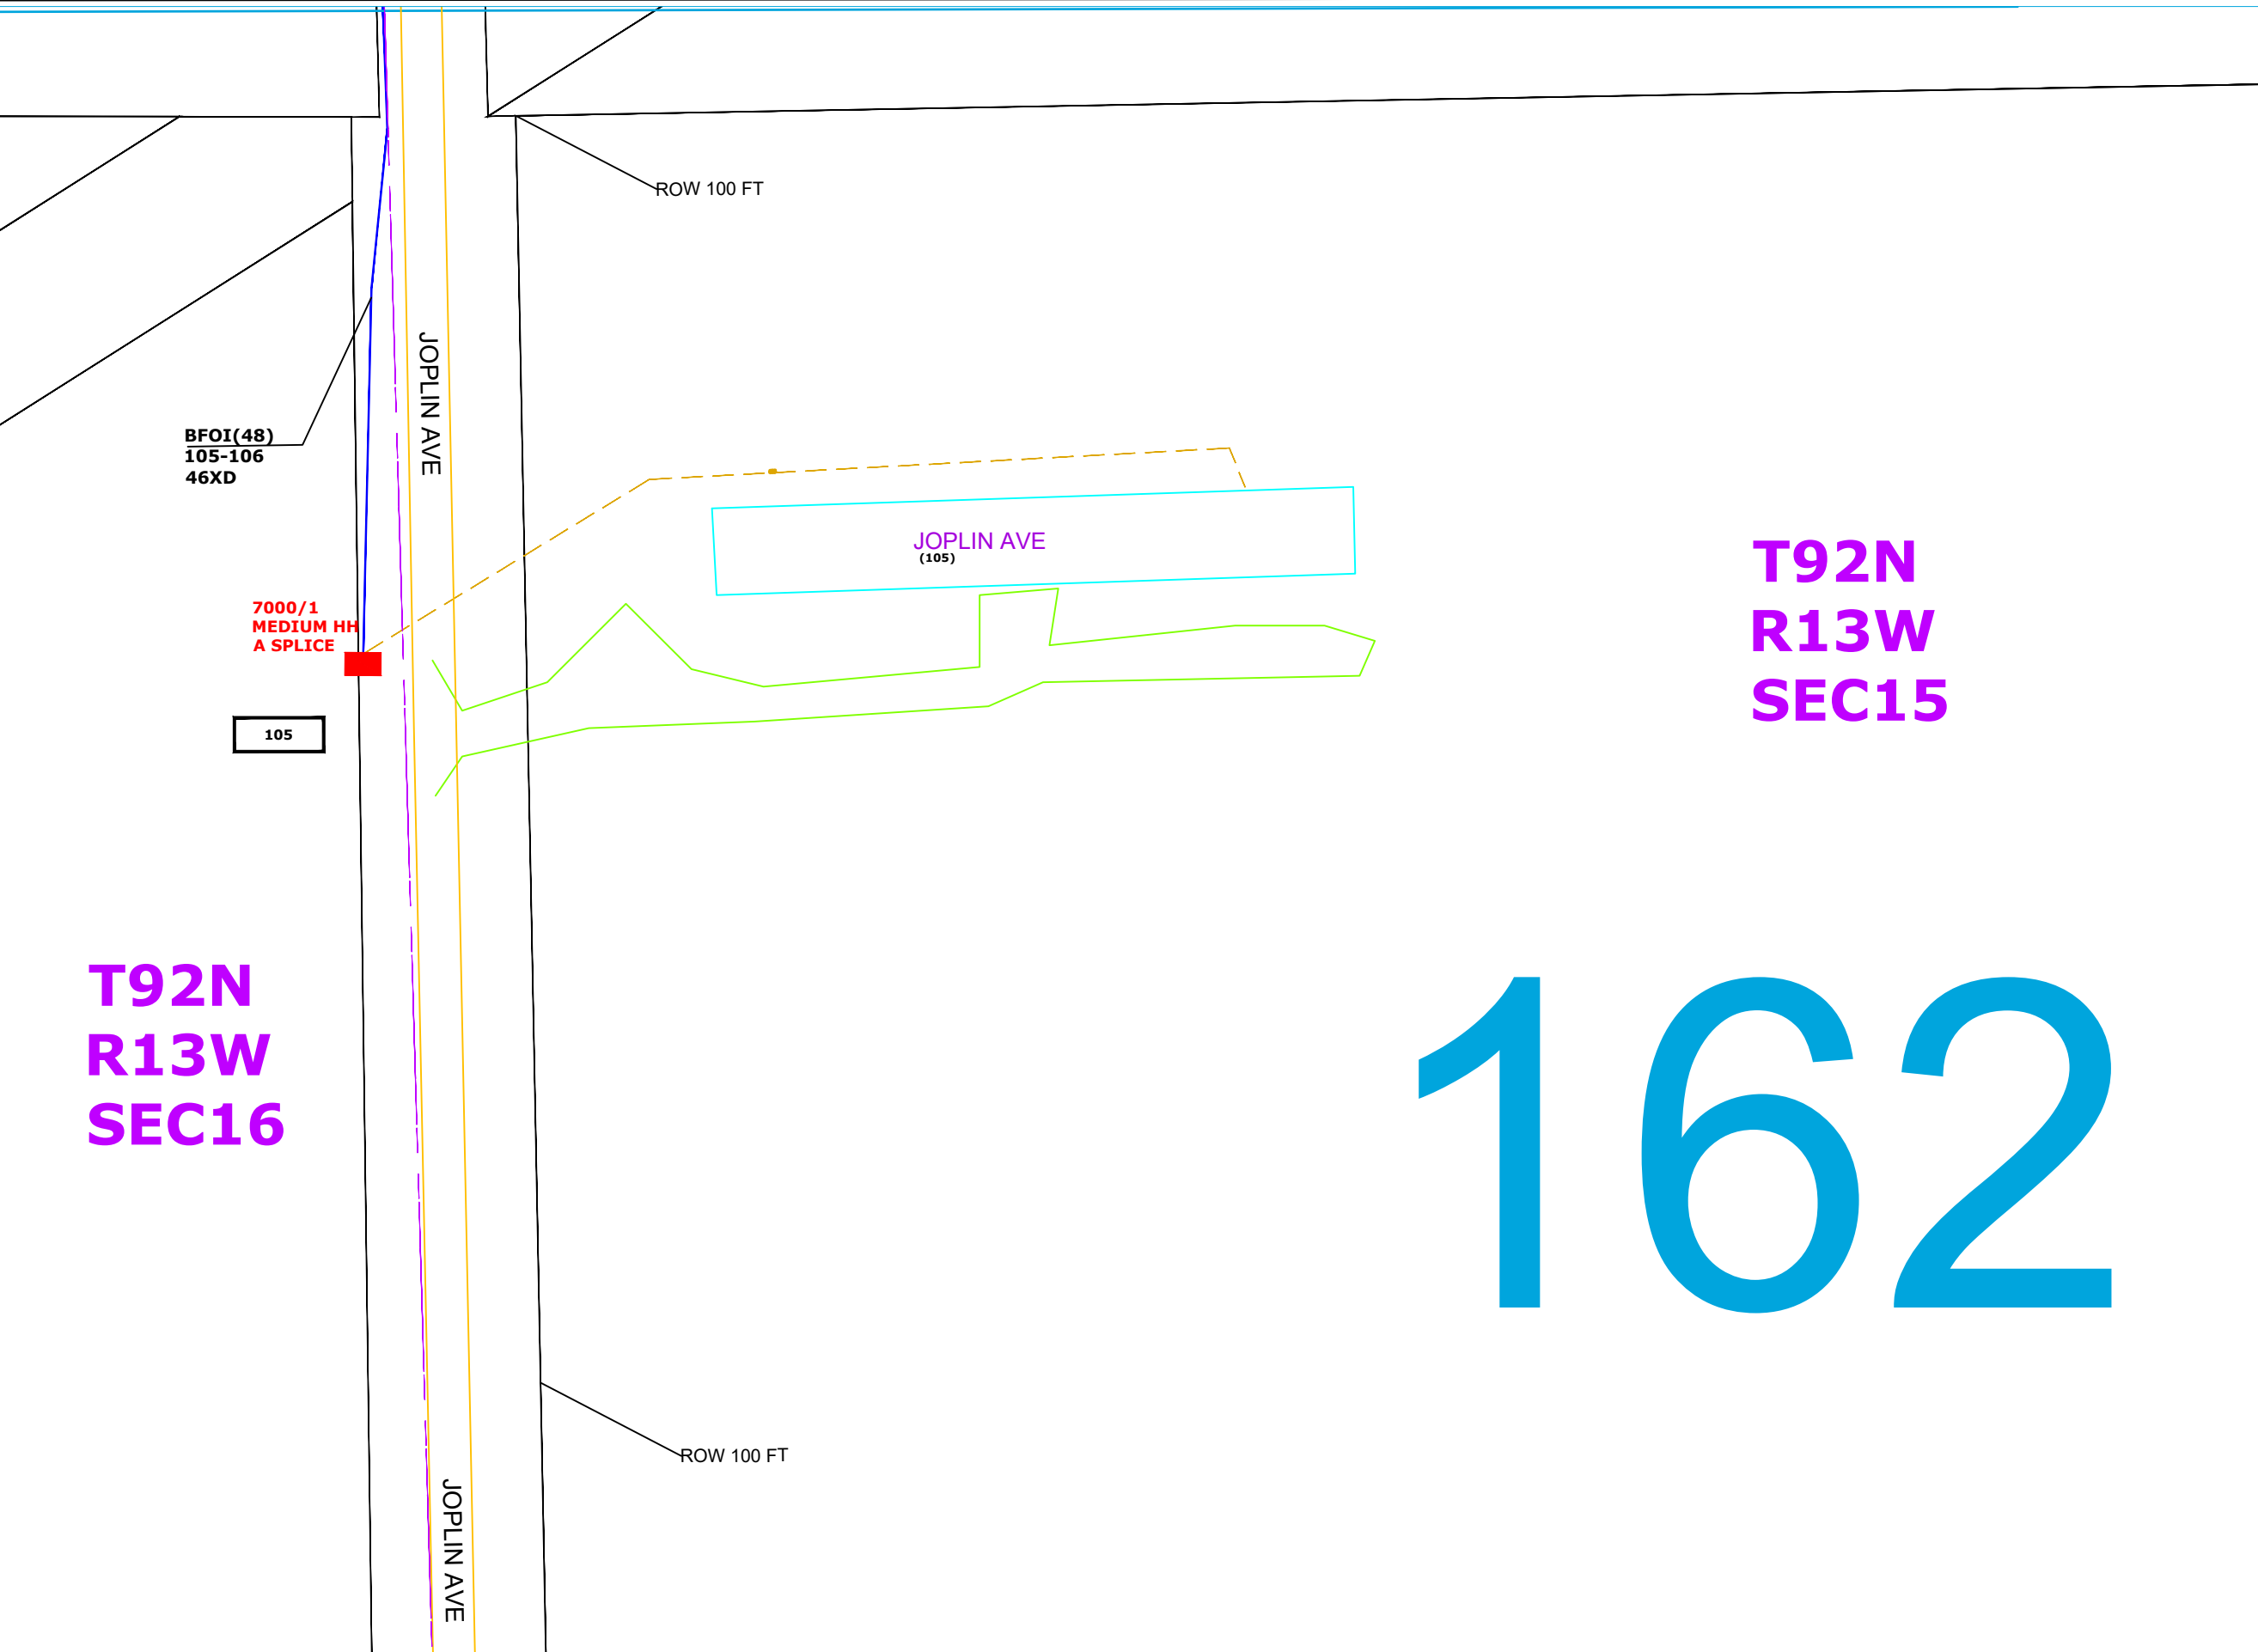 ROW 100 FT
JOPLIN AVE
BFOI(48)
105-106
46XD
JOPLIN AVE
(105)
T92N
R13W
SEC15
7000/1
MEDIUM HH
A SPLICE
105
T92N
R13W
SEC16
162
ROW 100 FT
JOPLIN AVE